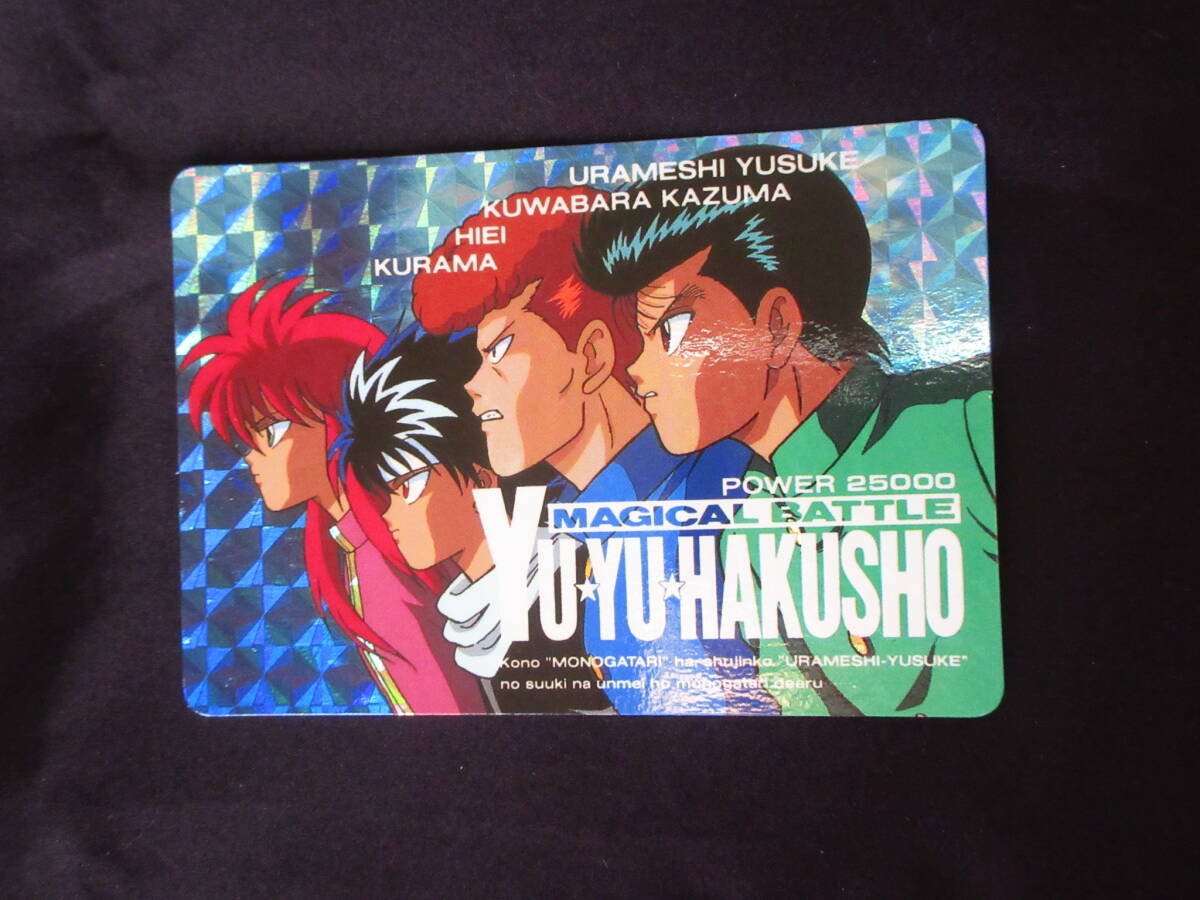 URAMESHI YUSUKE
KUWABARA KAZUMA
HIEI
KURAMA
POWER 25000
MAGICAL BATTLE
YU★YU★HAKUSHO
Kono "MONOGATARI" ha shujinko "URAMESHI-YUSUKE"
no suuki na unmei no monogatari dearu